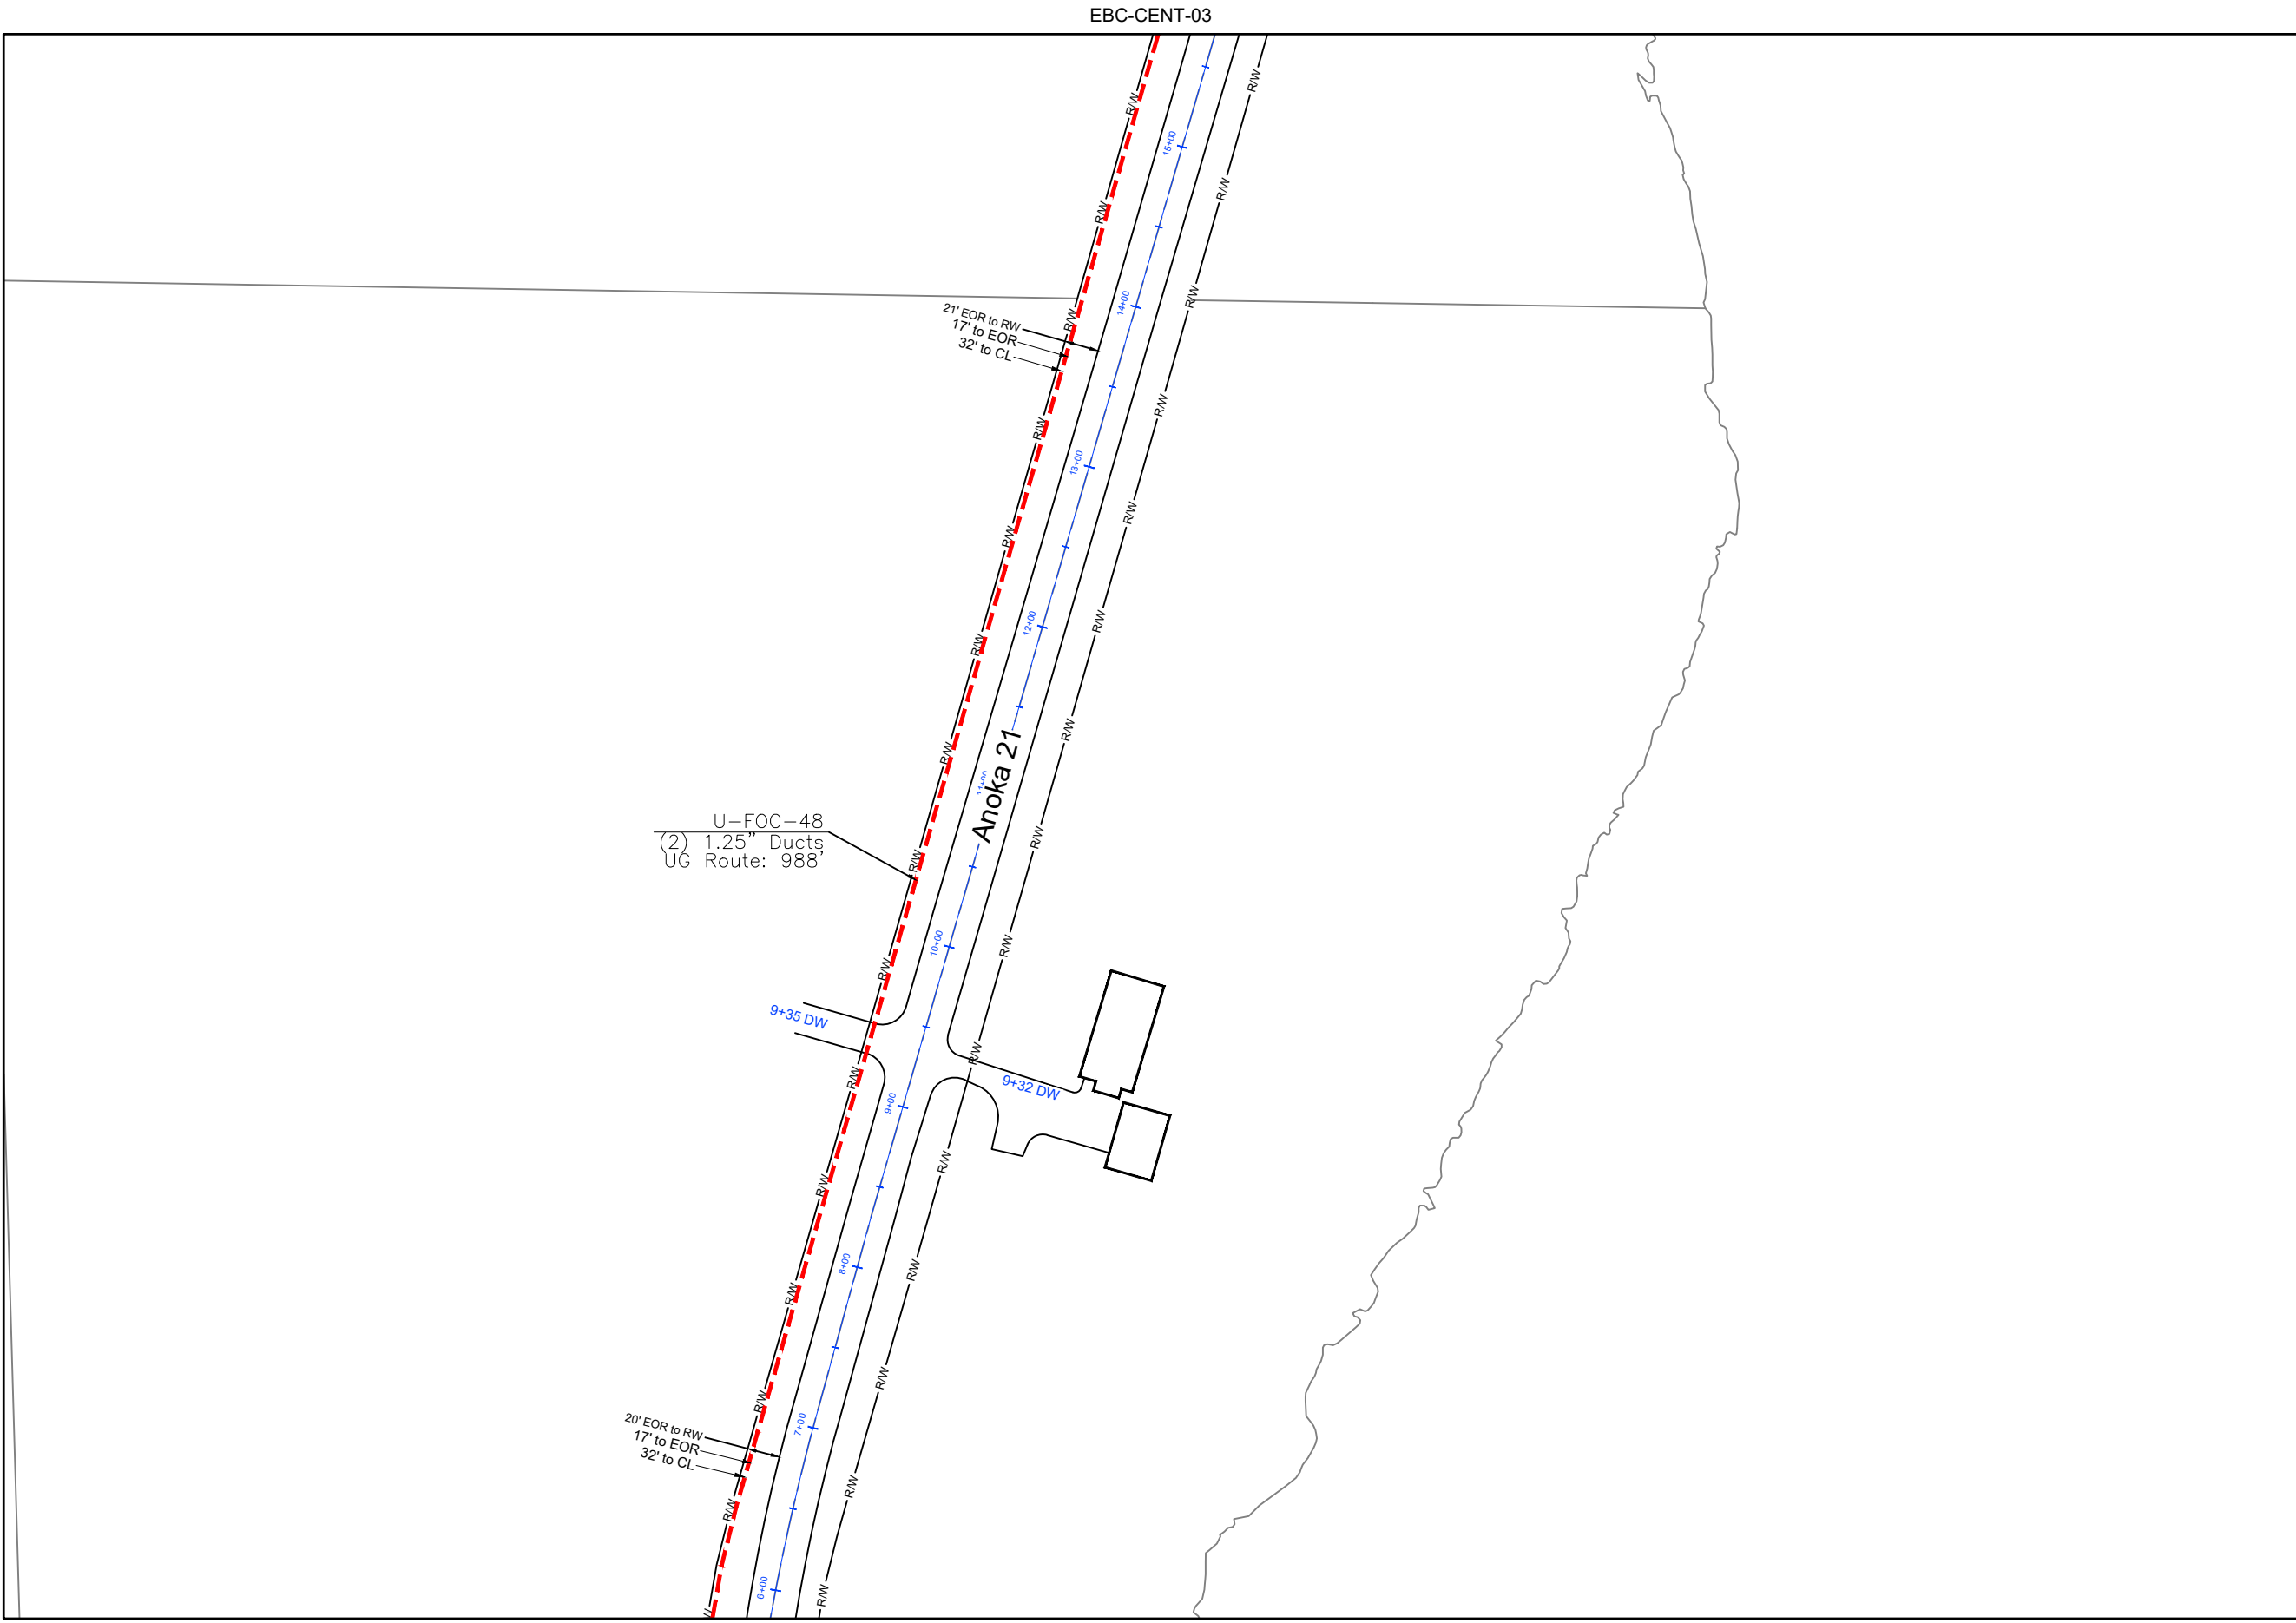 EBC-CENT-03
R/W
R/W
15+00
R/W
R/W
R/W
14+00
21' EOR to RW
17' to EOR
32' to CL
R/W
R/W
R/W
13+00
R/W
R/W
12+00
R/W
R/W
R/W
R/W
Anoka 21
11+00
U-FOC-48
(2) 1.25" Ducts
UG Route: 988'
R/W
R/W
10+00
R/W
R/W
9+35 DW
R/W
9+32 DW
R/W
9+00
R/W
R/W
8+00
R/W
R/W
R/W
R/W
7+00
20' EOR to RW
17' to EOR
32' to CL
R/W
R/W
6+00
R/W
W